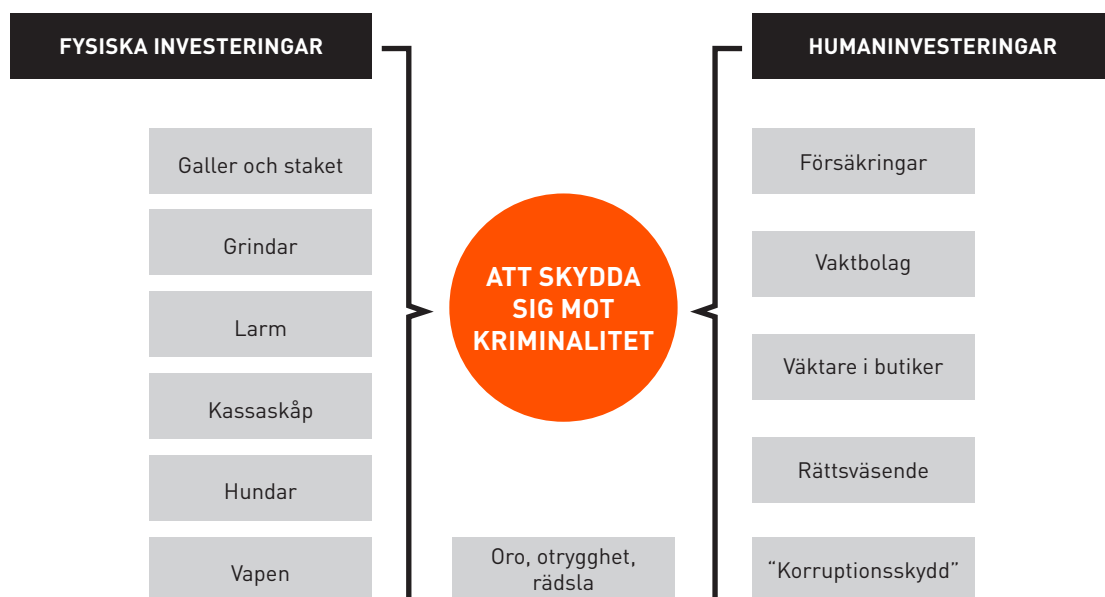 FYSISKA INVESTERINGAR
Galler och staket
Grindar
Larm
Kassaskåp
Hundar
Vapen
ATT SKYDDA
SIG MOT
KRIMINALITET
Oro, otrygghet,
rädsla
HUMANINVESTERINGAR
Försäkringar
Vaktbolag
Väktare i butiker
Rättsväsende
“Korruptionsskydd”